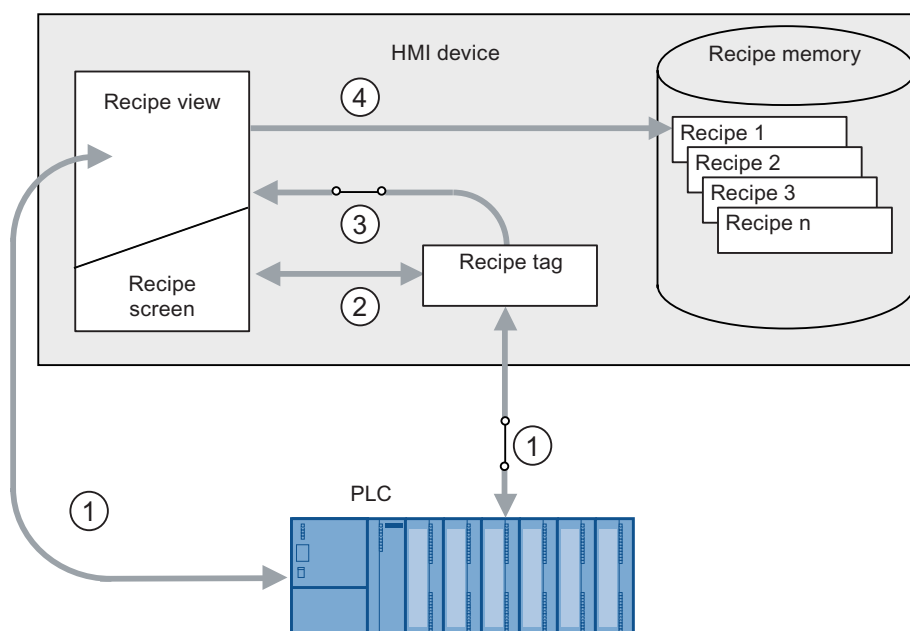 HMI device
Recipe memory
Recipe view
4
Recipe 1
Recipe 2
Recipe 3
Recipe n
3
Recipe tag
Recipe
screen
2
1
PLC
1